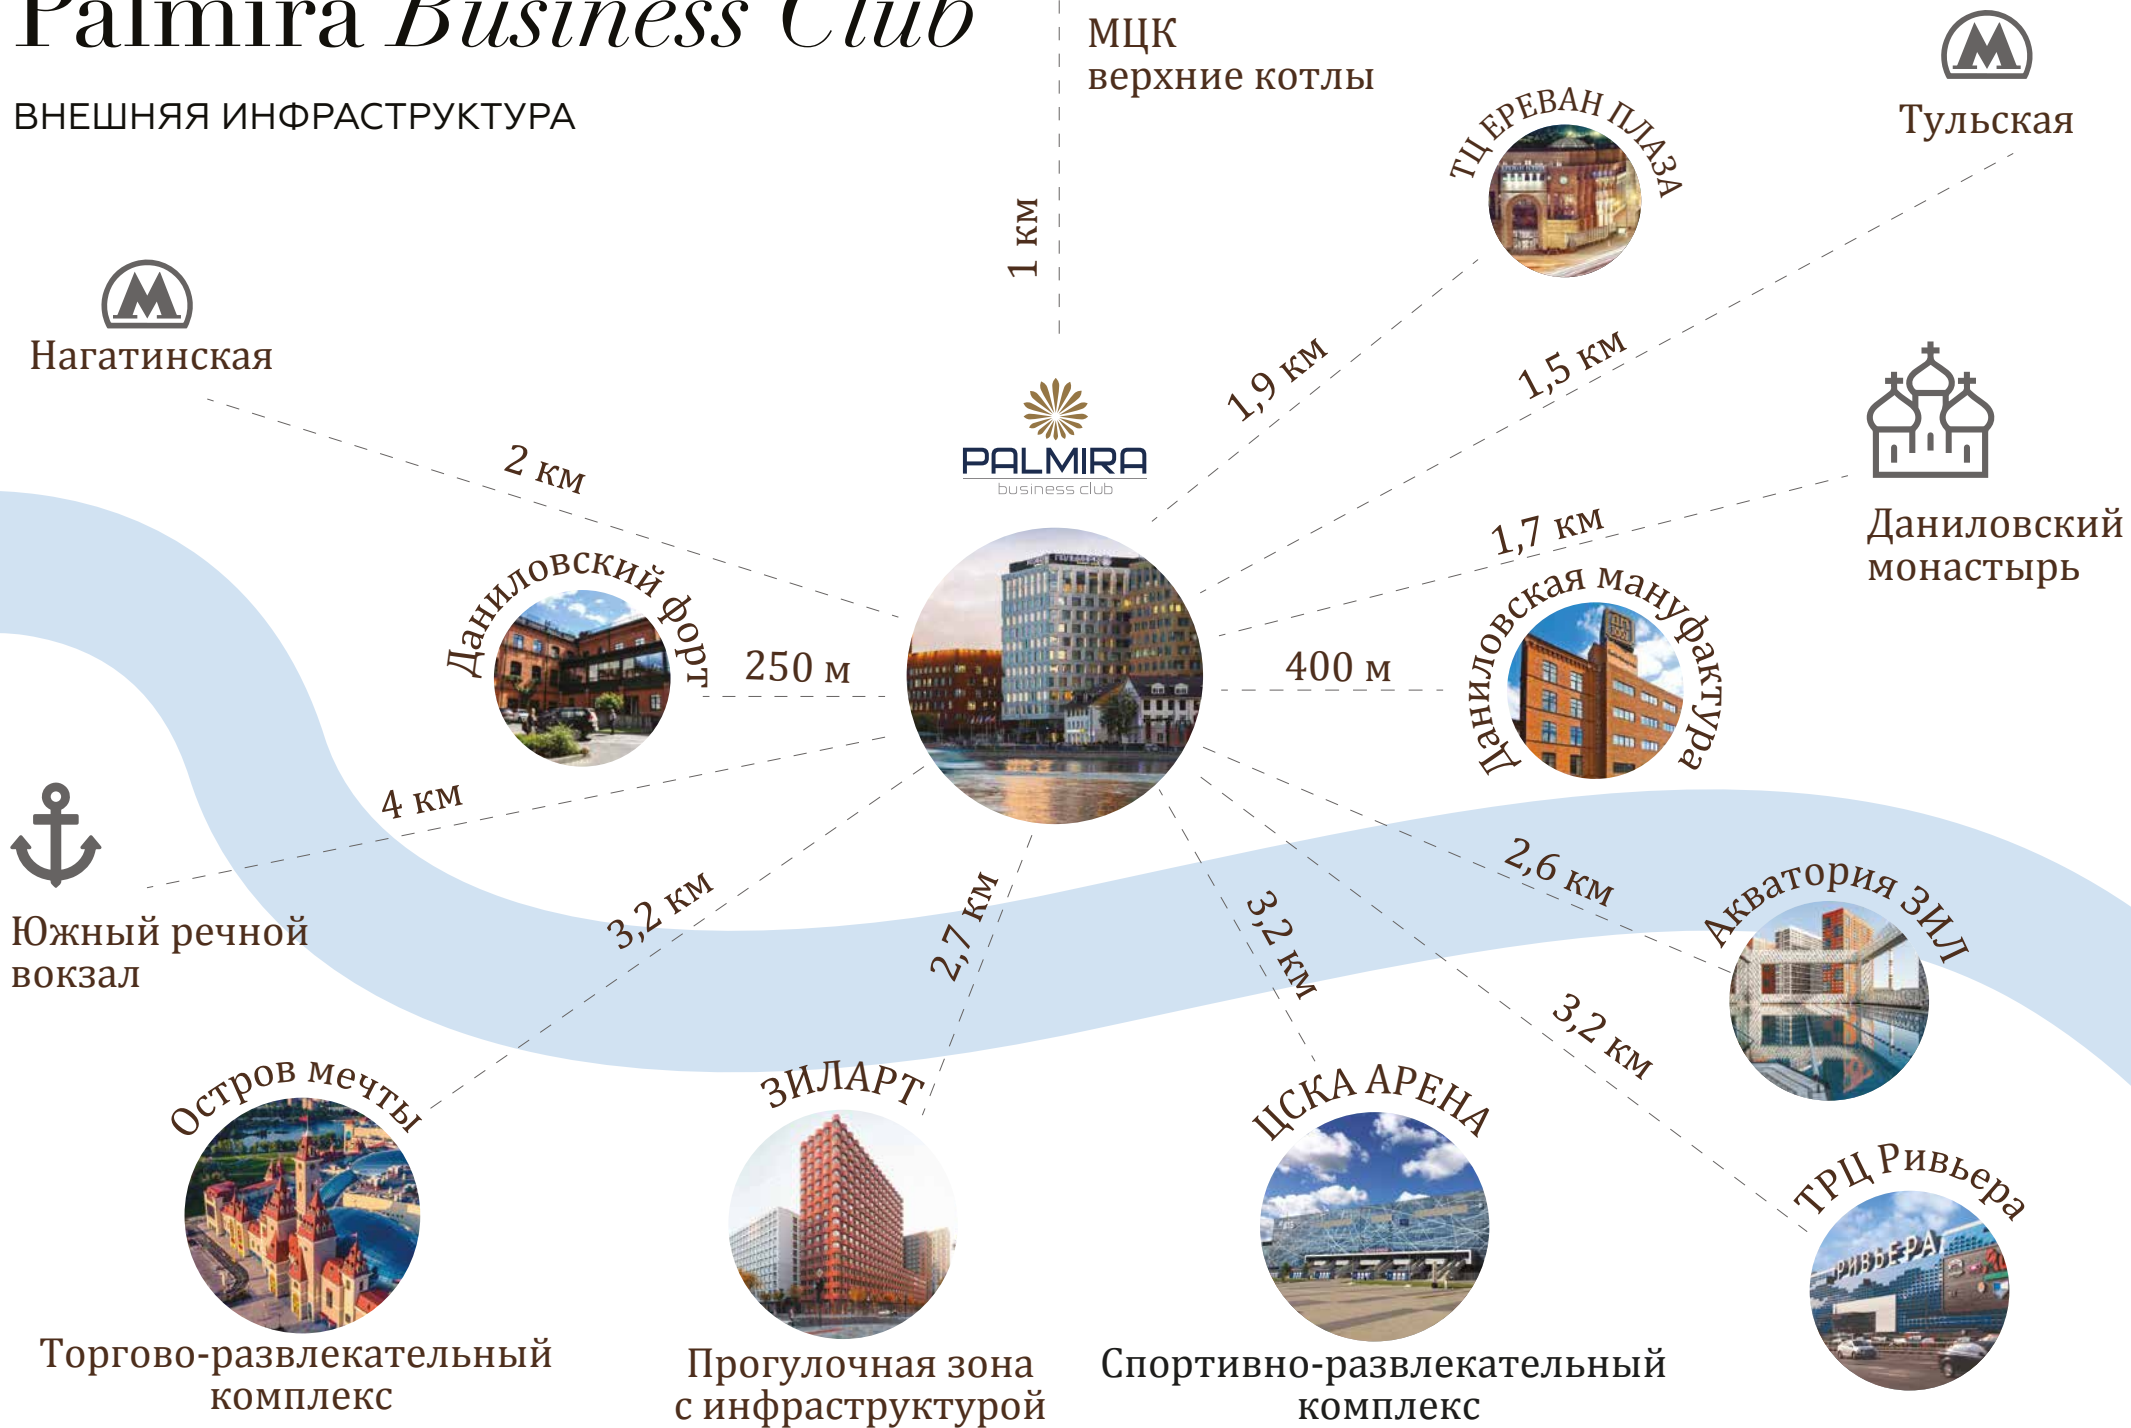 Palmira Business Club
ВНЕШНЯЯ ИНФРАСТРУКТУРА
МЦК
верхние котлы
1 км
ТЦ ЕРЕВАН ПЛАЗА
1,9 км
Тульская
1,5 км
Нагатинская
2 км
PALMIRA
business club
Даниловский
монастырь
1,7 км
Даниловский форт
250 м
400 м
Даниловская мануфактура
Южный речной
вокзал
4 км
3,2 км
2,7 км
3,2 км
2,6 км
3,2 км
Акватория ЗИЛ
Остров мечты
Торгово-развлекательный
комплекс
ЗИЛАРТ
Прогулочная зона
с инфраструктурой
ЦСКА АРЕНА
Спортивно-развлекательный
комплекс
ТРЦ Ривьера
РИВЬЕРА